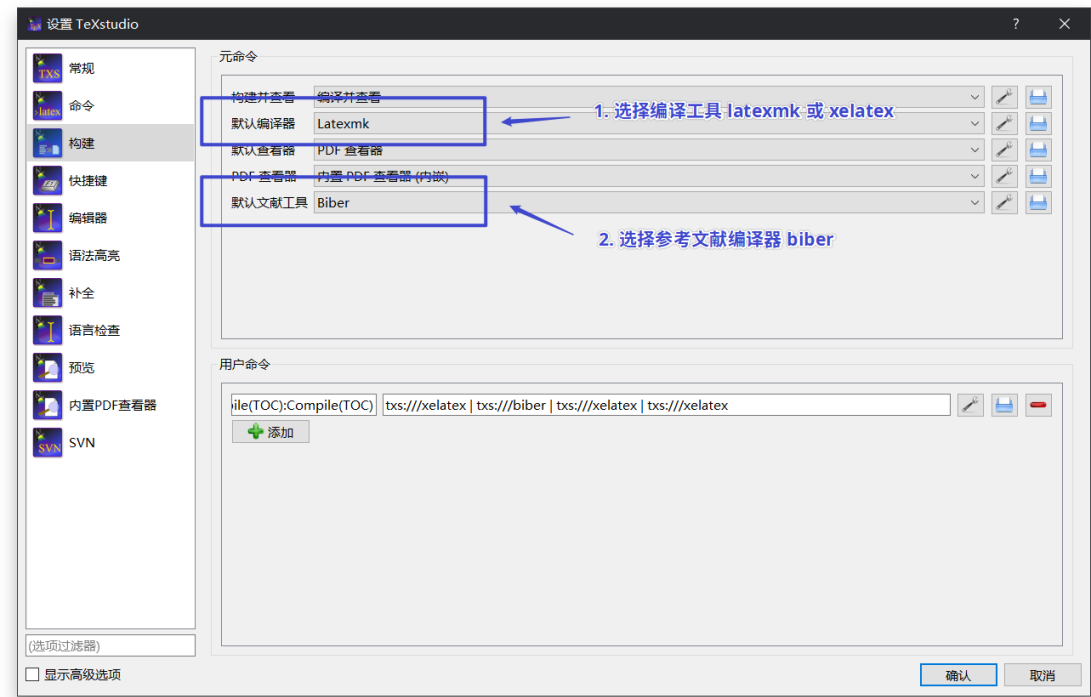 设置 TeXstudio
TXS 常规
latex 命令
构建
快捷键
编辑器
语法高亮
补全
语言检查
预览
内置PDF查看器
SVN SVN
(选项过滤器)
显示高级选项
元命令
构建并查看 编译并查看
默认编译器 Latexmk
1. 选择编译工具 latexmk 或 xelatex
默认查看器 PDF 查看器
PDF 查看器 内置 PDF 查看器 (内嵌)
默认文献工具 Biber
2. 选择参考文献编译器 biber
用户命令
ile(TOC):Compile(TOC) txs:///xelatex | txs:///biber | txs:///xelatex | txs:///xelatex
添加
确认 取消